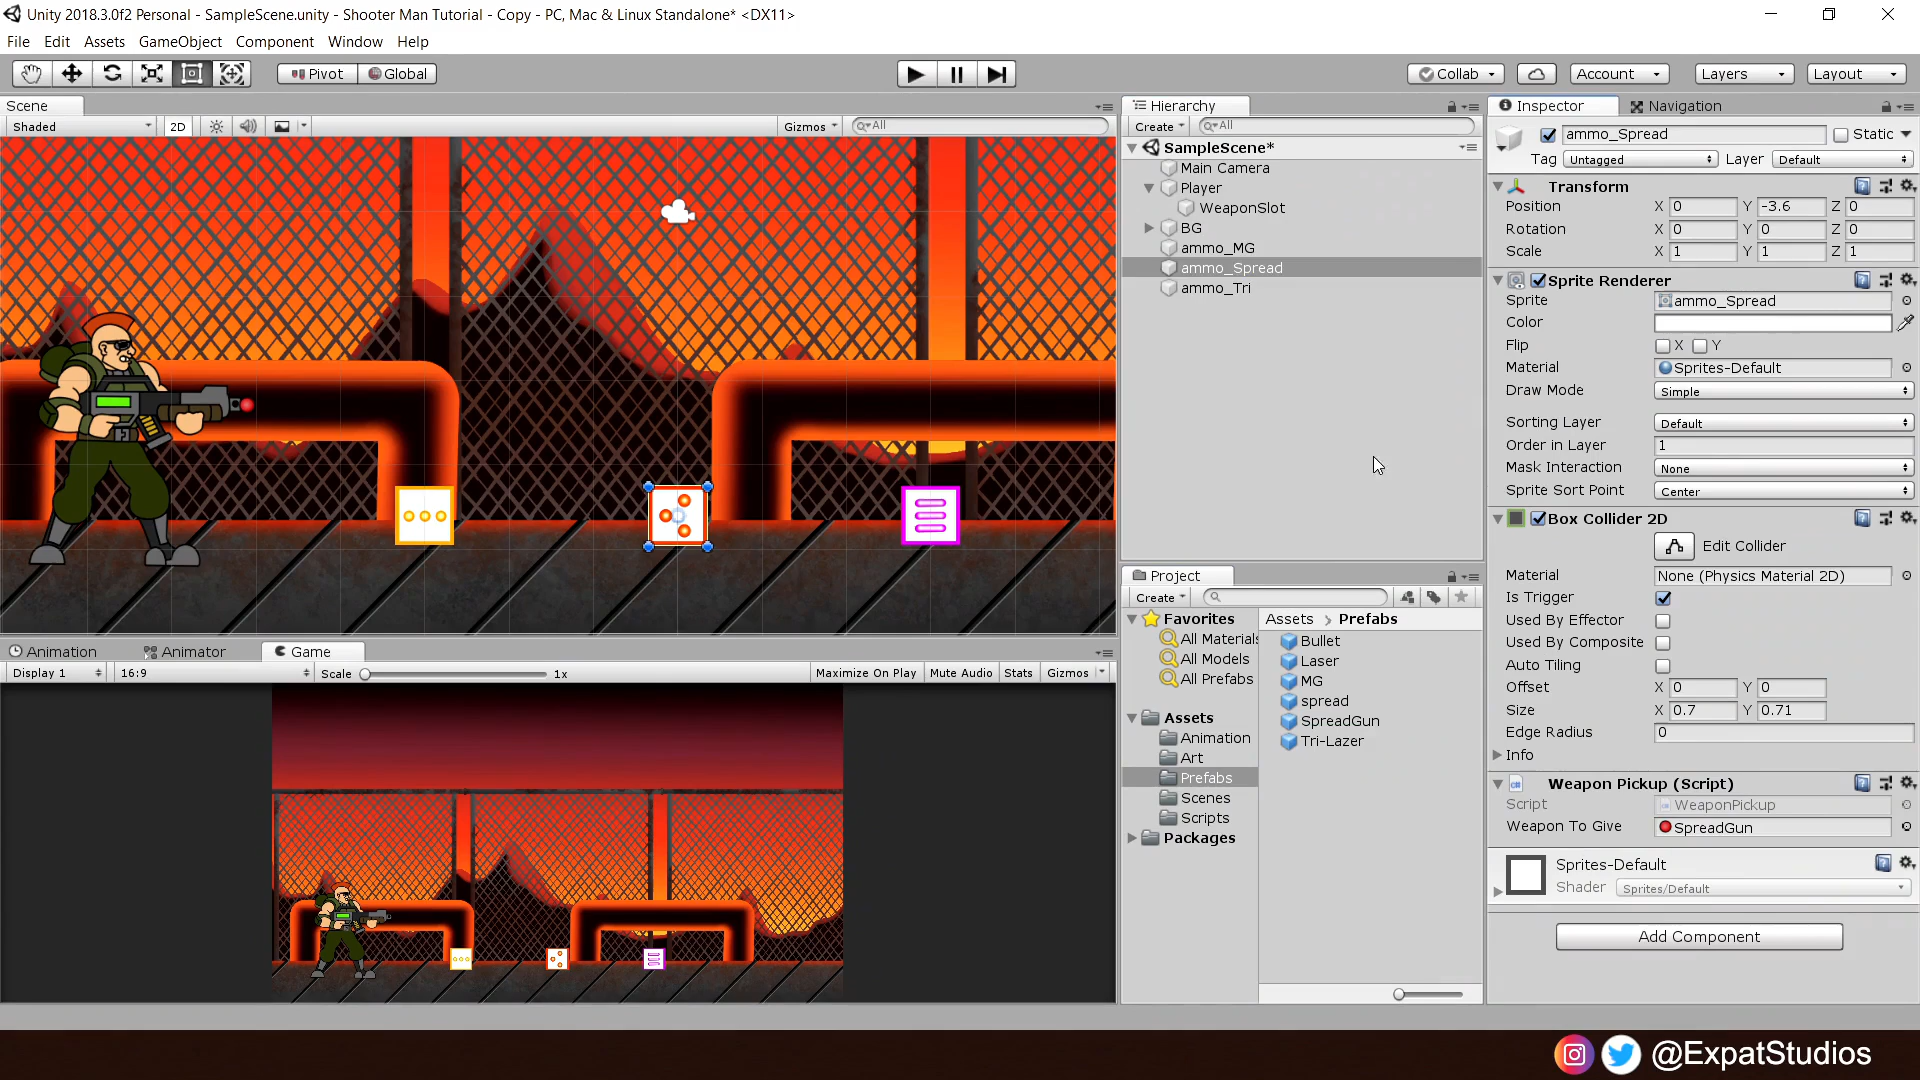 Unity 2018.3.0f2 Personal - SampleScene.unity - Shooter Man Tutorial - Copy - PC, Mac & Linux Standalone* <DX11>
File Edit Assets GameObject Component Window Help
Pivot Global Collab Account Layers Layout
Scene
Shaded 2D Gizmos All
Hierarchy
Create All
SampleScene*
Main Camera
Player
WeaponSlot
BG
ammo_MG
ammo_Spread
ammo_Tri
Inspector Navigation
ammo_Spread Static
Tag Untagged Layer Default
Transform
Position X 0 Y -3.6 Z 0
Rotation X 0 Y 0 Z 0
Scale X 1 Y 1 Z 1
Sprite Renderer
Sprite ammo_Spread
Color
Flip X Y
Material Sprites-Default
Draw Mode Simple
Sorting Layer Default
Order in Layer 1
Mask Interaction None
Sprite Sort Point Center
Box Collider 2D
Edit Collider
Material None (Physics Material 2D)
Is Trigger
Used By Effector
Used By Composite
Auto Tiling
Offset X 0 Y 0
Size X 0.7 Y 0.71
Edge Radius 0
Info
Weapon Pickup (Script)
Script WeaponPickup
Weapon To Give SpreadGun
Sprites-Default
Shader Sprites/Default
Add Component
Project
Create
Favorites
All Materials
All Models
All Prefabs
Assets
Animation
Art
Prefabs
Scenes
Scripts
Packages
Assets Prefabs
Bullet
Laser
MG
spread
SpreadGun
Tri-Lazer
Animation Animator Game
Display 1 16:9 Scale 1x Maximize On Play Mute Audio Stats Gizmos
@ExpatStudios